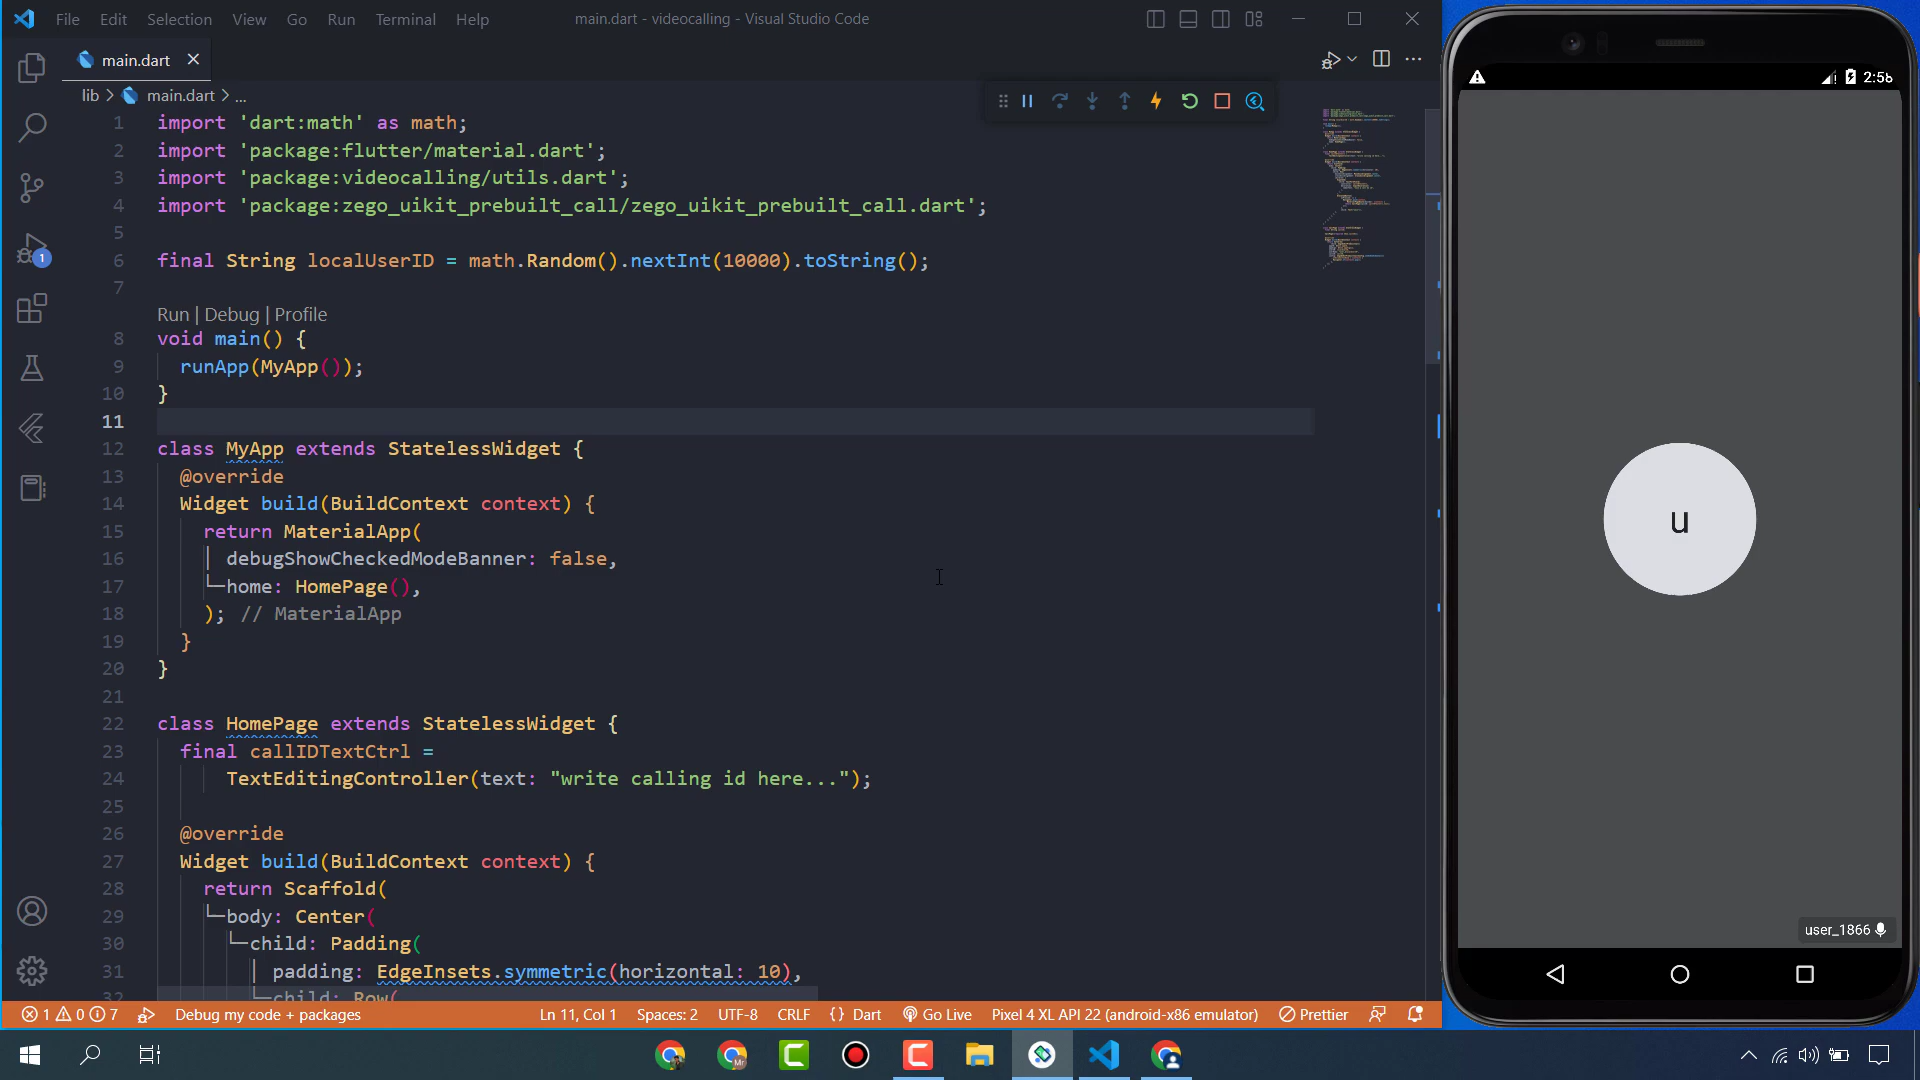 File Edit Selection View Go Run Terminal Help main.dart - videocalling - Visual Studio Code
main.dart
lib > main.dart > ...
1 import 'dart:math' as math;
2 import 'package:flutter/material.dart';
3 import 'package:videocalling/utils.dart';
4 import 'package:zego_uikit_prebuilt_call/zego_uikit_prebuilt_call.dart';
5
6 final String localUserID = math.Random().nextInt(10000).toString();
7
Run | Debug | Profile
8 void main() {
9 runApp(MyApp());
10 }
11
12 class MyApp extends StatelessWidget {
13 @override
14 Widget build(BuildContext context) {
15 return MaterialApp(
16 debugShowCheckedModeBanner: false,
17 home: HomePage(),
18 ); // MaterialApp
19 }
20 }
21
22 class HomePage extends StatelessWidget {
23 final callIDTextCtrl =
24 TextEditingController(text: "write calling id here...");
25
26 @override
27 Widget build(BuildContext context) {
28 return Scaffold(
29 body: Center(
30 child: Padding(
31 padding: EdgeInsets.symmetric(horizontal: 10),
32 child: Row(
1
1 0 7 Debug my code + packages Ln 11, Col 1 Spaces: 2 UTF-8 CRLF {} Dart Go Live Pixel 4 XL API 22 (android-x86 emulator) Prettier
2:56
u
user_1866